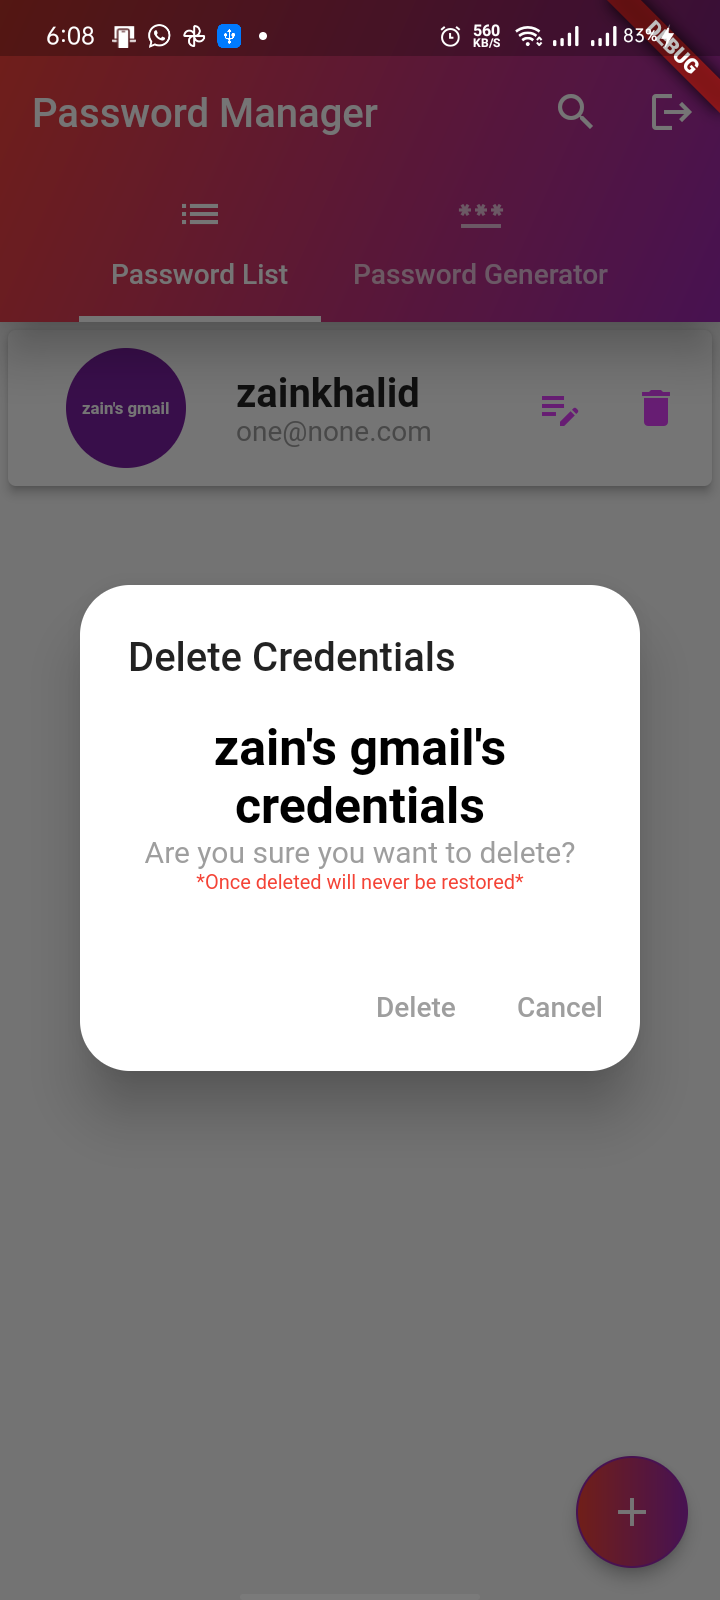 6:08 560 KB/S 83%
DEBUG
Password Manager
***
Password List Password Generator
zain's gmail
zainkhalid
one@none.com
Delete Credentials
zain's gmail's
credentials
Are you sure you want to delete?
*Once deleted will never be restored*
Delete Cancel